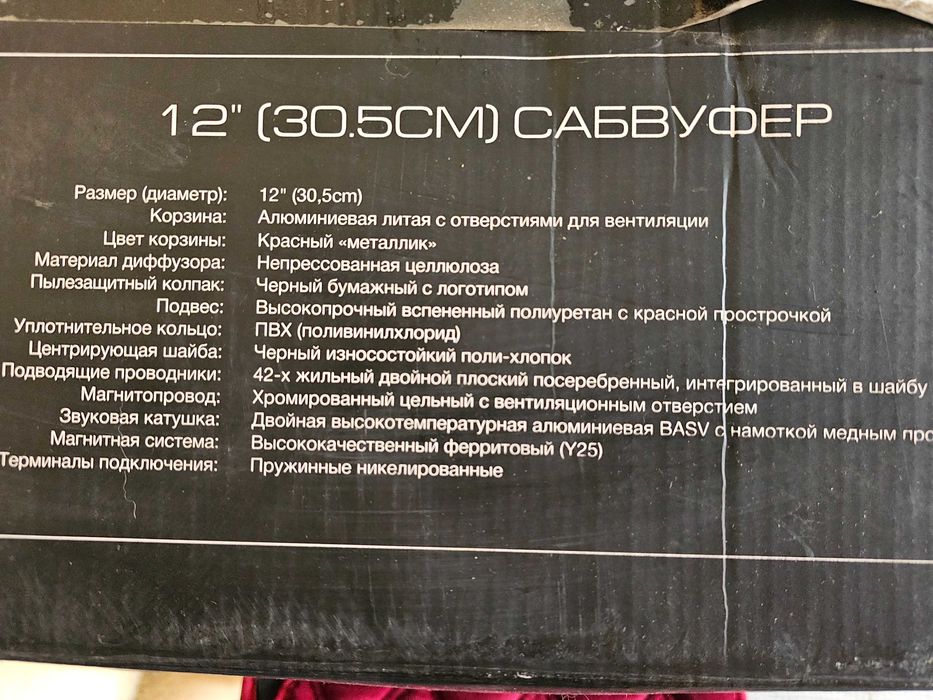 12" (30.5СМ) САБВУФЕР
Размер (диаметр): 12" (30,5cm)
Корзина: Алюминиевая литая с отверстиями для вентиляции
Цвет корзины: Красный «металлик»
Материал диффузора: Непрессованная целлюлоза
Пылезащитный колпак: Черный бумажный с логотипом
Подвес: Высокопрочный вспененный полиуретан с красной прострочкой
Уплотнительное кольцо: ПВХ (поливинилхлорид)
Центрирующая шайба: Черный износостойкий поли-хлопок
Подводящие проводники: 42-х жильный двойной плоский посеребренный, интегрированный в шайбу
Магнитопровод: Хромированный цельный с вентиляционным отверстием
Звуковая катушка: Двойная высокотемпературная алюминиевая BASV с намоткой медным
Магнитная система: Высококачественный ферритовый (Y25)
Терминалы подключения: Пружинные никелированные